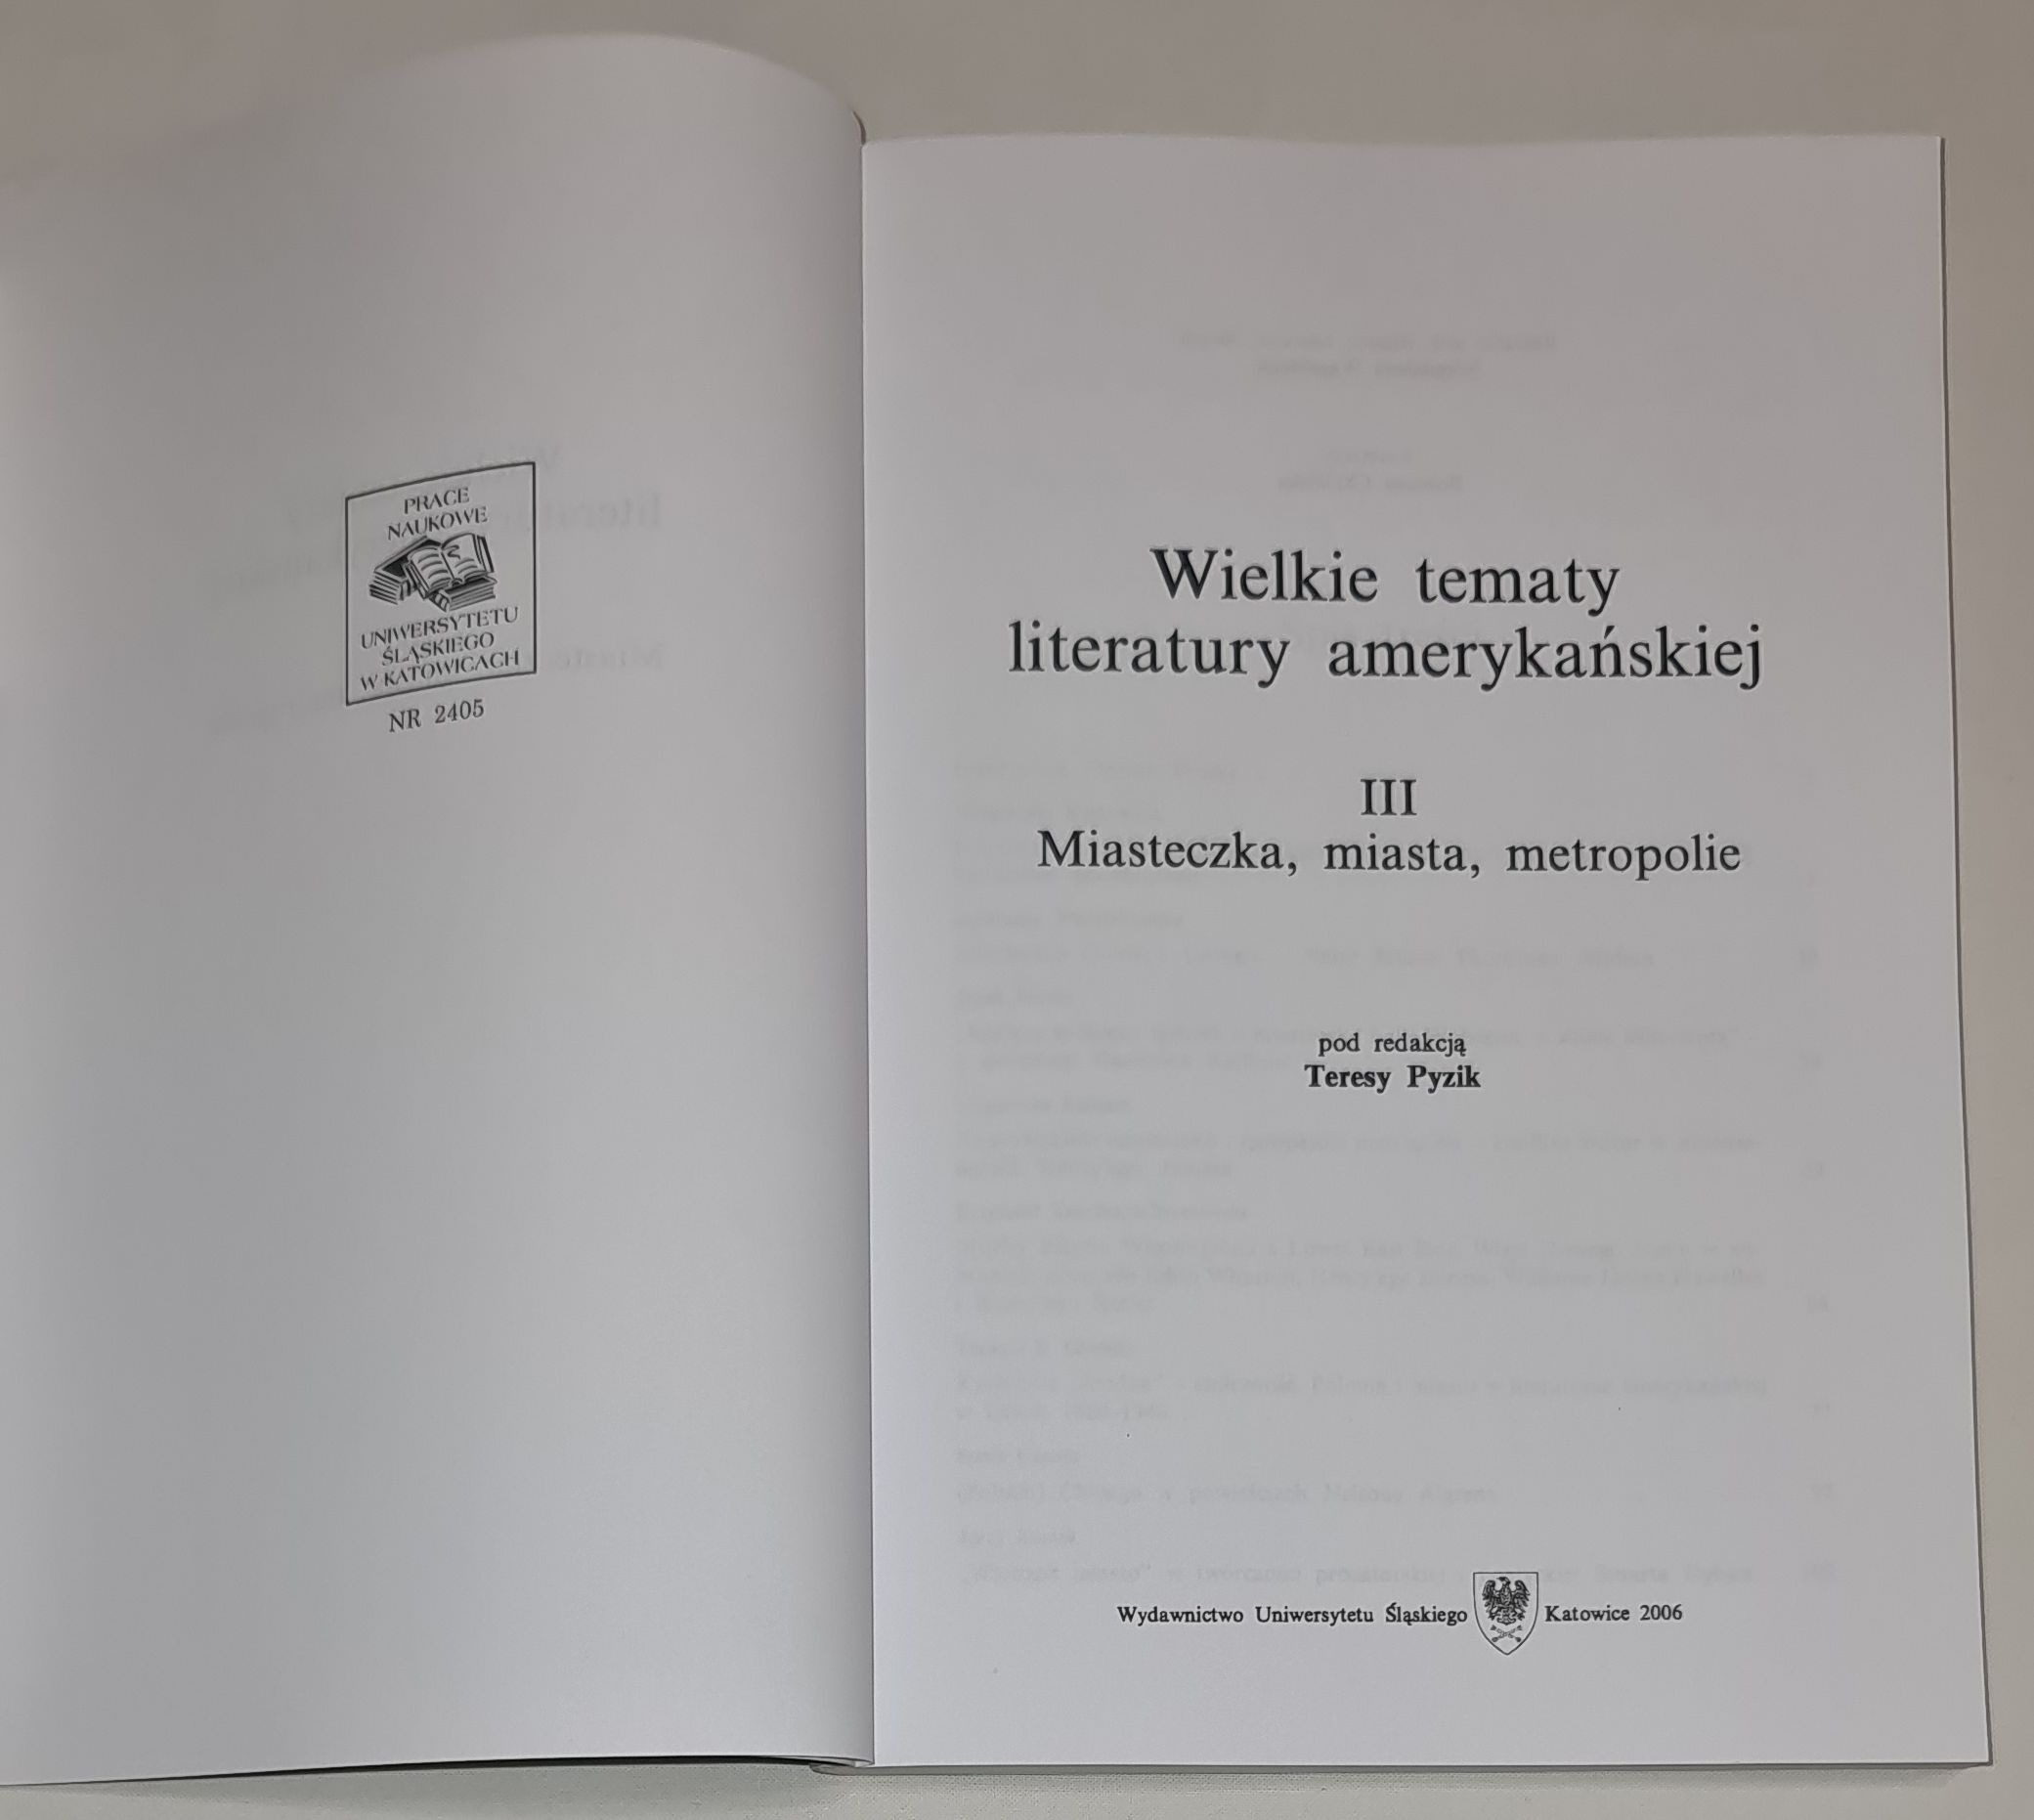 PRACE
NAUKOWE
UNIWERSYTETU
ŚLĄSKIEGO
W KATOWICACH
NR 2405
Wielkie tematy
literatury amerykańskiej
III
Miasteczka, miasta, metropolie
pod redakcją
Teresy Pyzik
Wydawnictwo Uniwersytetu Śląskiego Katowice 2006